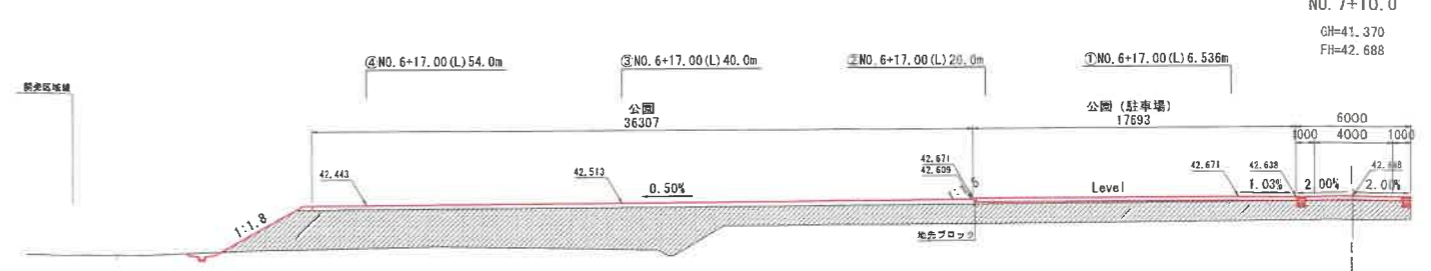 NO. 7+10.0
GH=41.370
FH=42.688
④NO. 6+17.00 (L) 54.0m
③NO. 6+17.00 (L) 40.0m
②NO. 6+17.00 (L) 20.0m
①NO. 6+17.00 (L) 6.536m
開発区域線
公園
36307
公園 (駐車場)
17693
6000
1000 4000 1000
42.443
42.513
0.50%
42.671
42.609
Level
42.671
42.638
1.03%
2.00%
2.00%
1:1.8
地先ブロック